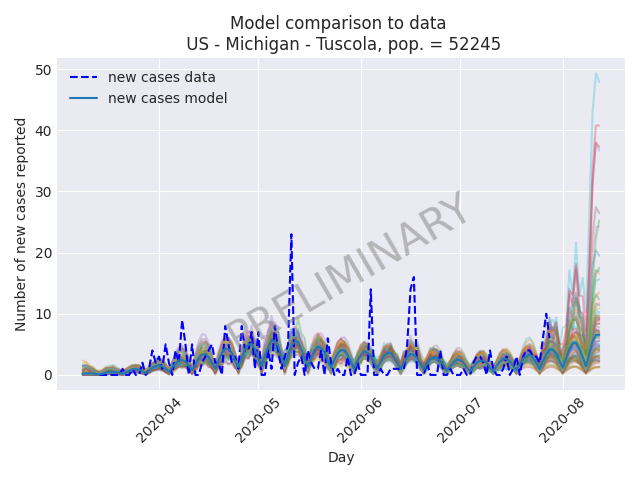 Model comparison to data
US - Michigan - Tuscola, pop. = 52245
new cases data
new cases model
PRELIMINARY
Number of new cases reported
50
40
30
20
10
0
2020-04
2020-05
2020-06
2020-07
2020-08
Day